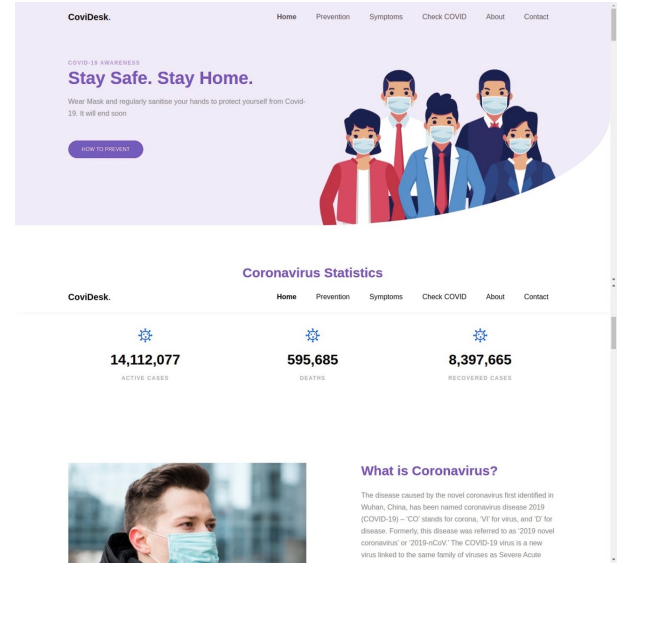 CoviDesk.
Home Prevention Symptoms Check COVID About Contact
COVID-19 AWARENESS
Stay Safe. Stay Home.
Wear Mask and regularly sanitise your hands to protect yourself from Covid-
19. It will end soon
HOW TO PREVENT
Coronavirus Statistics
CoviDesk.
Home Prevention Symptoms Check COVID About Contact
14,112,077 595,685 8,397,665
ACTIVE CASES DEATHS RECOVERED CASES
What is Coronavirus?
The disease caused by the novel coronavirus first identified in
Wuhan, China, has been named coronavirus disease 2019
(COVID-19) – ‘CO’ stands for corona, ‘VI’ for virus, and ‘D’ for
disease. Formerly, this disease was referred to as ‘2019 novel
coronavirus’ or ‘2019-nCoV.’ The COVID-19 virus is a new
virus linked to the same family of viruses as Severe Acute